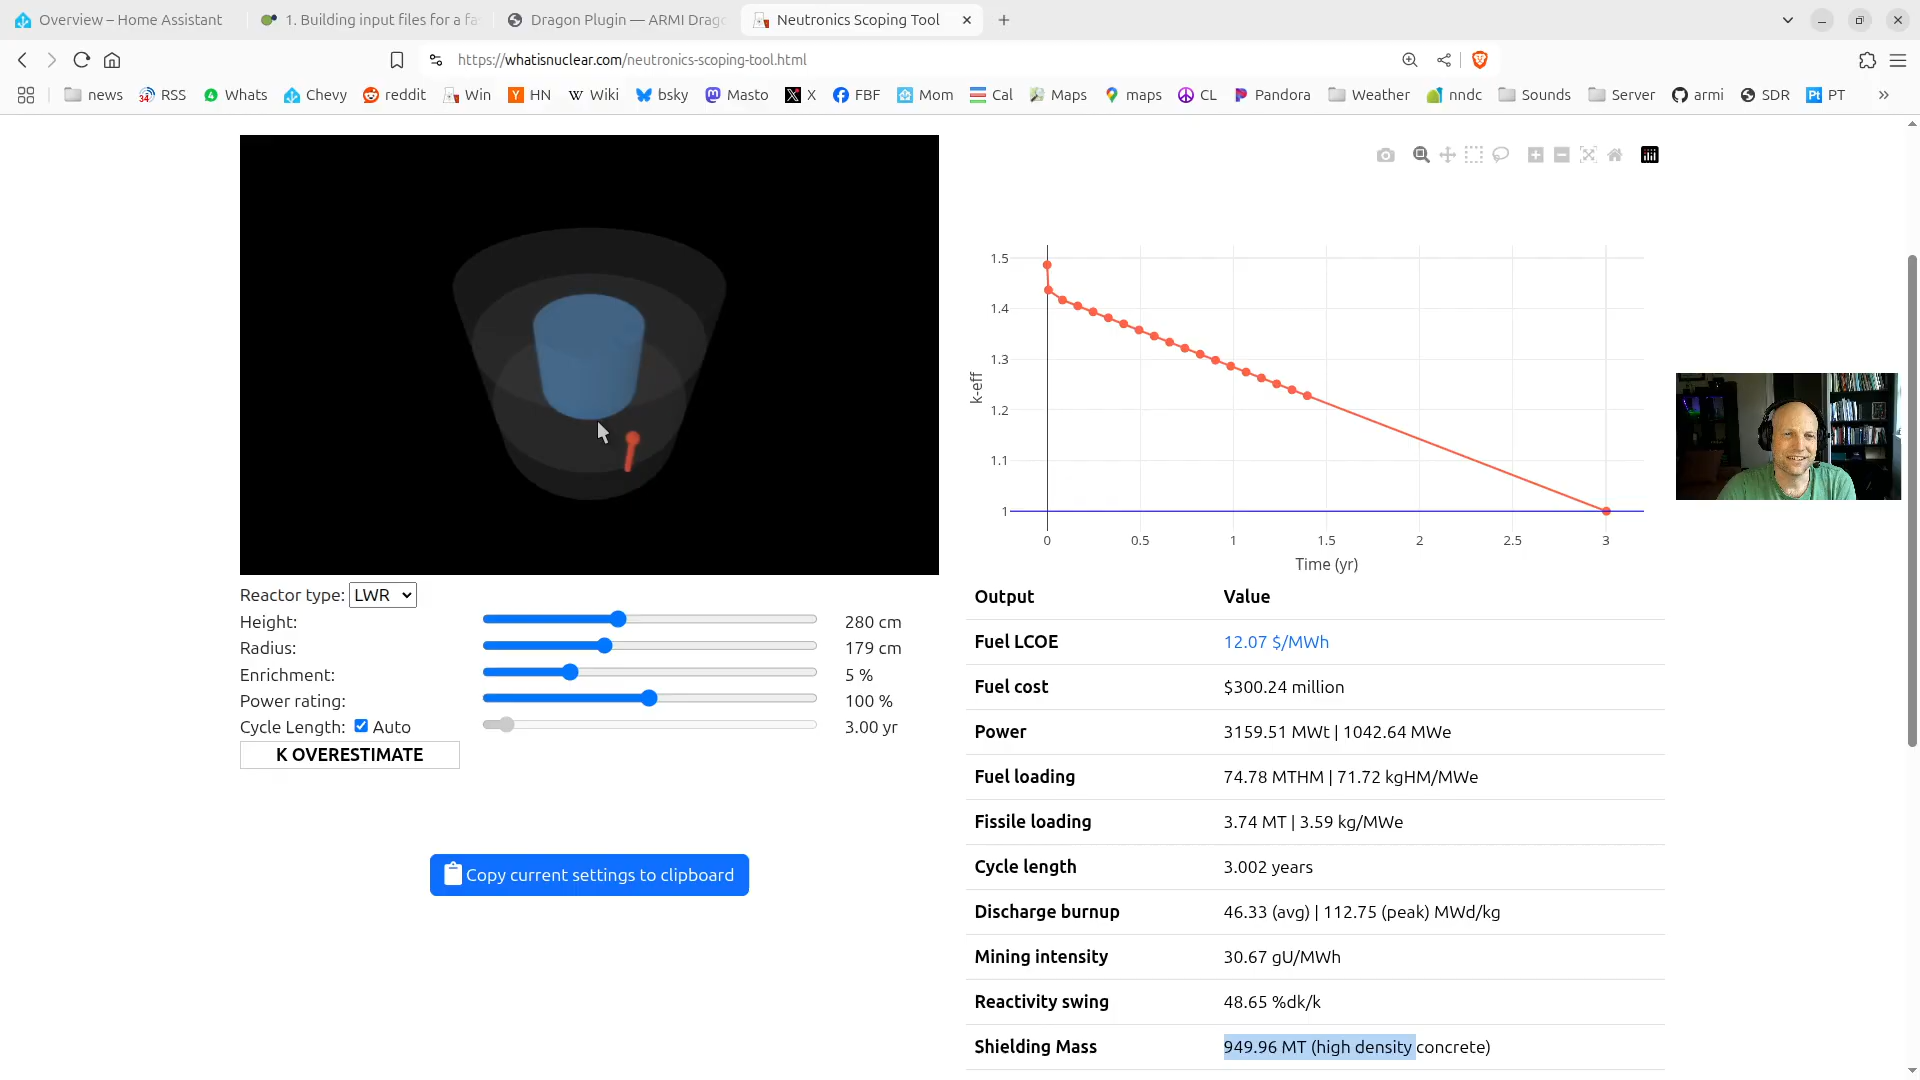 Overview – Home Assistant
1. Building input files for a fa
Dragon Plugin — ARMI Drago
Neutronics Scoping Tool
https://whatisnuclear.com/neutronics-scoping-tool.html
news
RSS
Whats
Chevy
reddit
Win
HN
Wiki
bsky
Masto
X
FBF
Mom
Cal
Maps
maps
CL
Pandora
Weather
nndc
Sounds
Server
armi
SDR
PT
1.5
1.4
1.3
1.2
1.1
1
k-eff
0
0.5
1
1.5
2
2.5
3
Time (yr)
Reactor type: LWR
Height: 280 cm
Radius: 179 cm
Enrichment: 5 %
Power rating: 100 %
Cycle Length: Auto 3.00 yr
K OVERESTIMATE
Copy current settings to clipboard
Output Value
Fuel LCOE 12.07 $/MWh
Fuel cost $300.24 million
Power 3159.51 MWt | 1042.64 MWe
Fuel loading 74.78 MTHM | 71.72 kgHM/MWe
Fissile loading 3.74 MT | 3.59 kg/MWe
Cycle length 3.002 years
Discharge burnup 46.33 (avg) | 112.75 (peak) MWd/kg
Mining intensity 30.67 gU/MWh
Reactivity swing 48.65 %dk/k
Shielding Mass 949.96 MT (high density concrete)